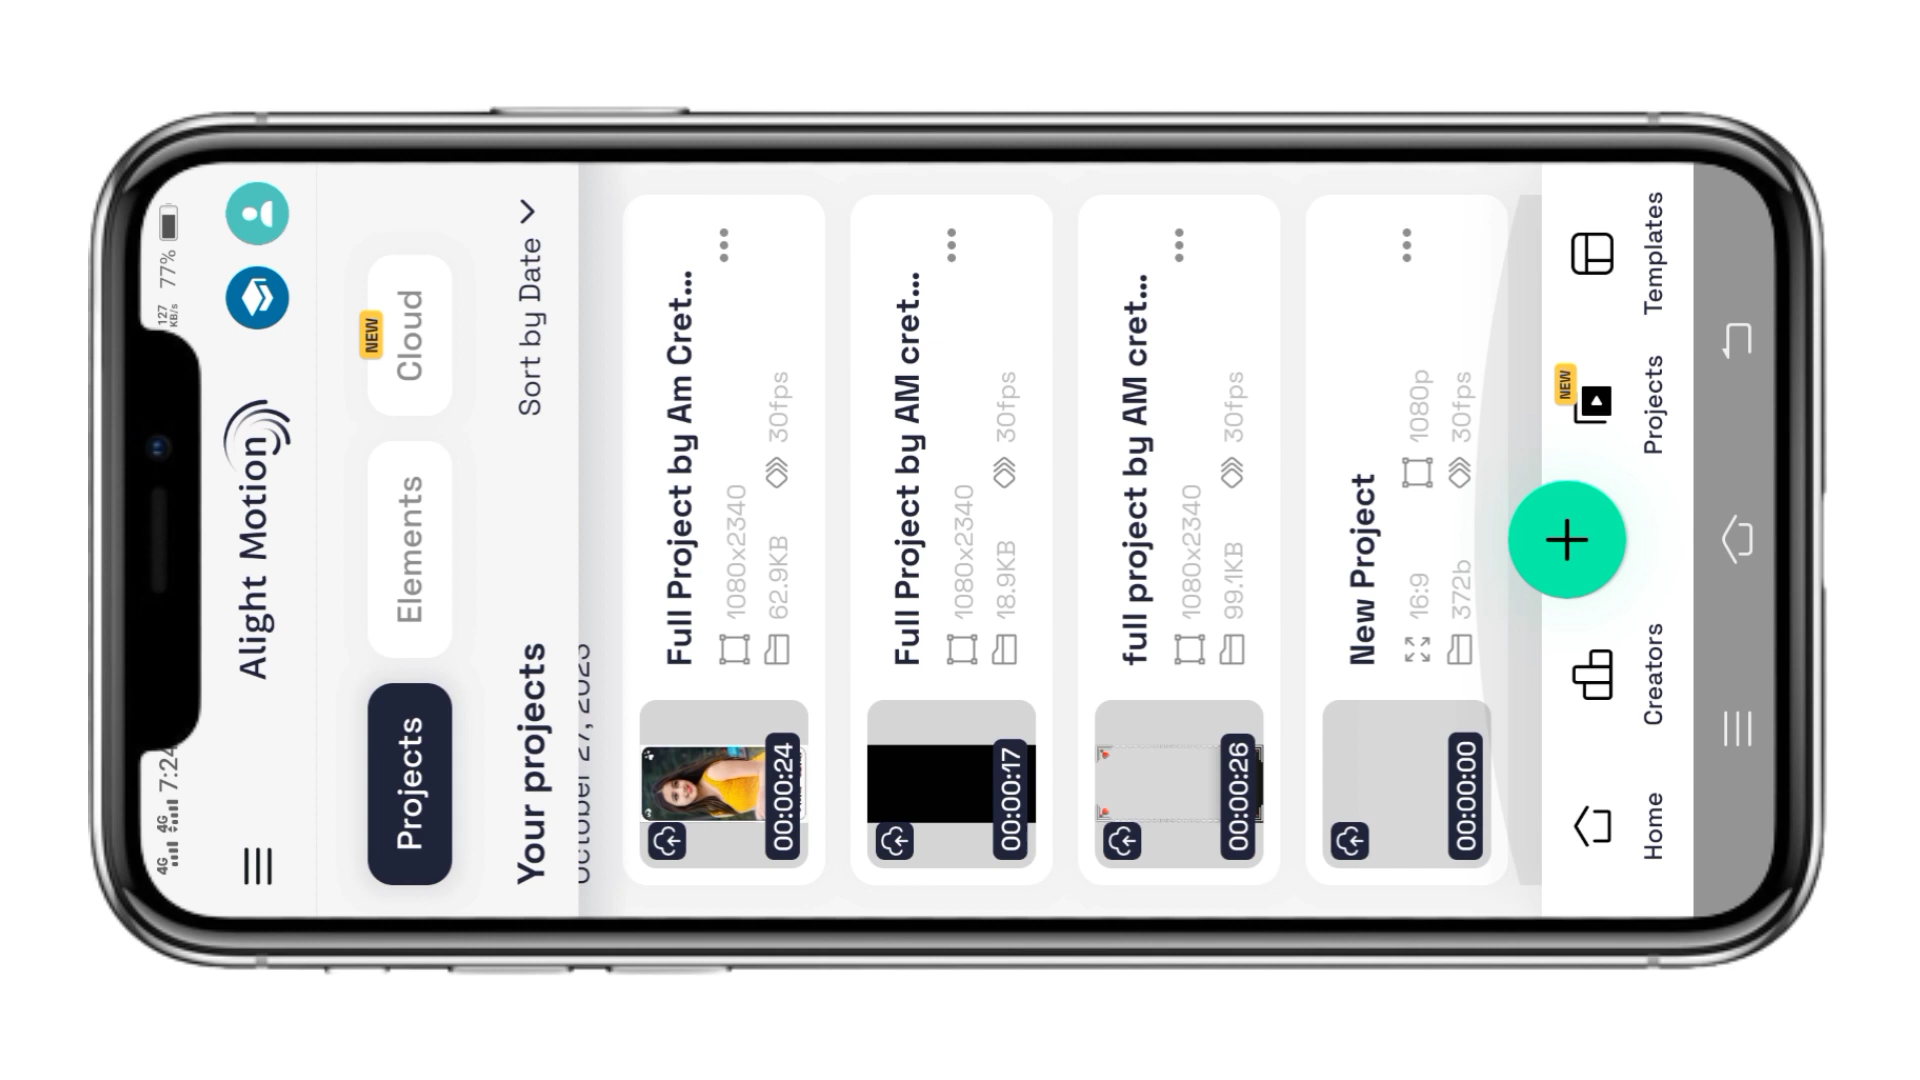 4G 4G 7:24
127 KB/s 77%
Alight Motion
Projects Elements Cloud
NEW
Your projects Sort by Date
October 27, 2023
Full Project by Am Cret...
1080x2340
62.9KB 30fps
00:00:24
Full Project by AM cret...
1080x2340
18.9KB 30fps
00:00:17
full project by AM cret...
1080x2340
99.1KB 30fps
00:00:26
New Project
16:9 1080p
372b 30fps
00:00:00
NEW
Home Creators Projects Templates